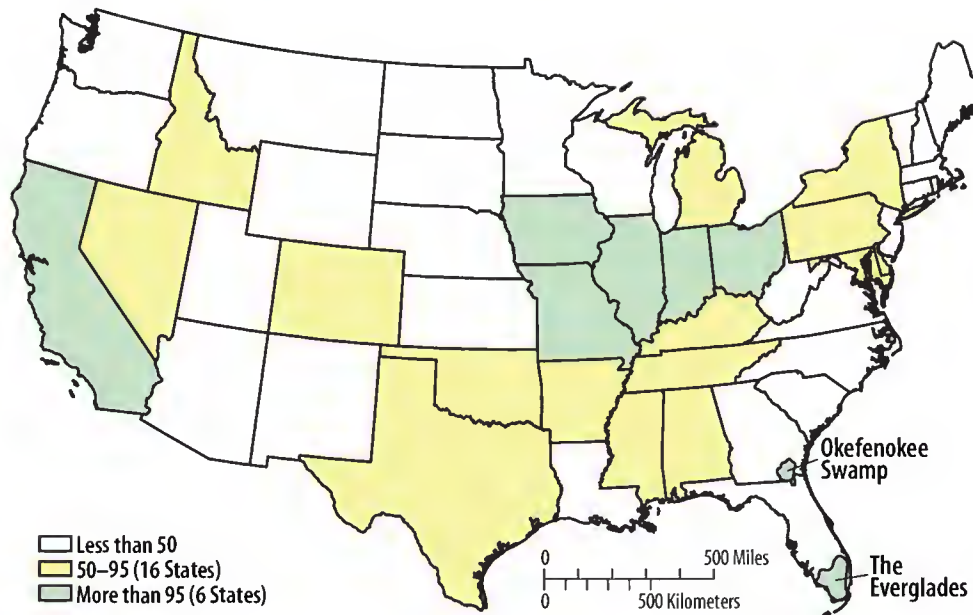 Okefenokee
Swamp
The
Everglades
Less than 50
50–95 (16 States)
More than 95 (6 States)
0 500 Miles
0 500 Kilometers